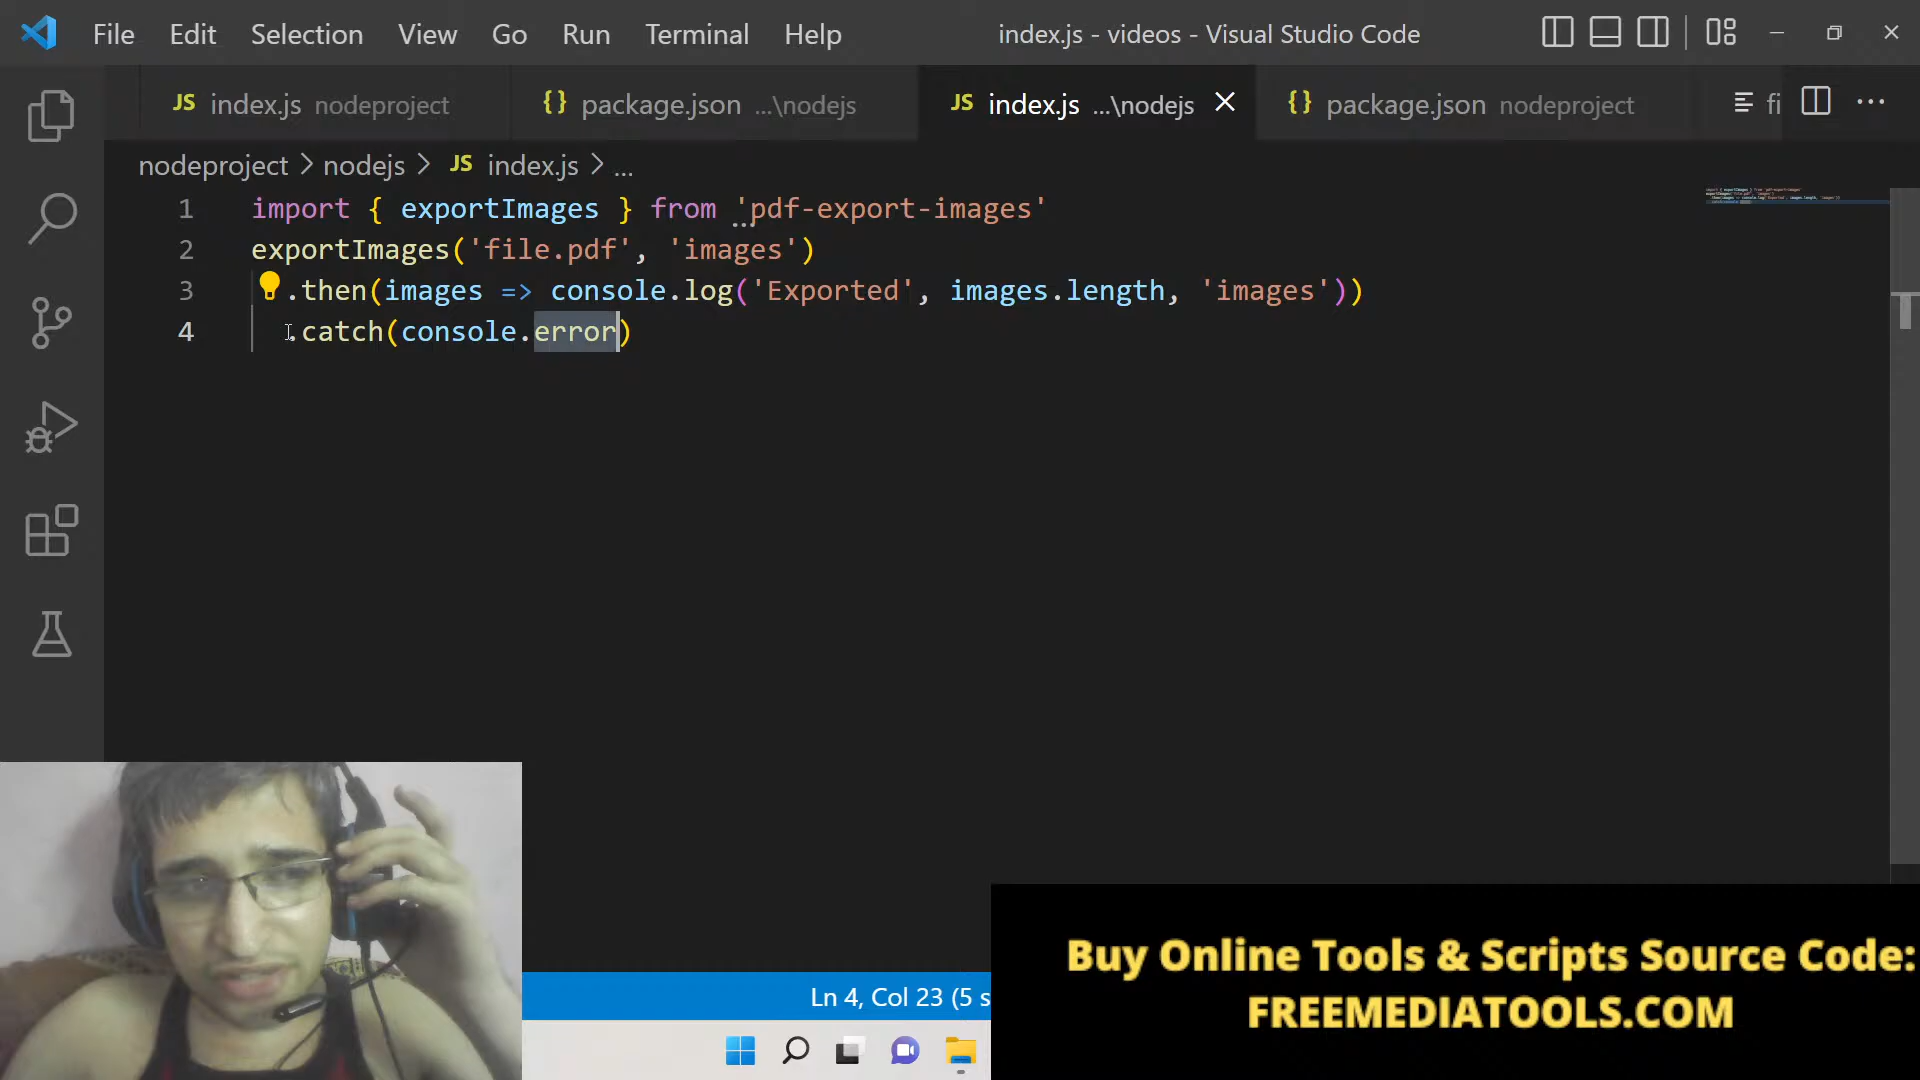 File Edit Selection View Go Run Terminal Help index.js - videos - Visual Studio Code
JS index.js nodeproject {} package.json ...\nodejs JS index.js ...\nodejs {} package.json nodeproject fi
nodeproject > nodejs > JS index.js > ...
1 import { exportImages } from 'pdf-export-images'
2 exportImages('file.pdf', 'images')
3 .then(images => console.log('Exported', images.length, 'images'))
4 .catch(console.error)
Ln 4, Col 23 (5 s
Buy Online Tools & Scripts Source Code:
FREEMEDIATOOLS.COM